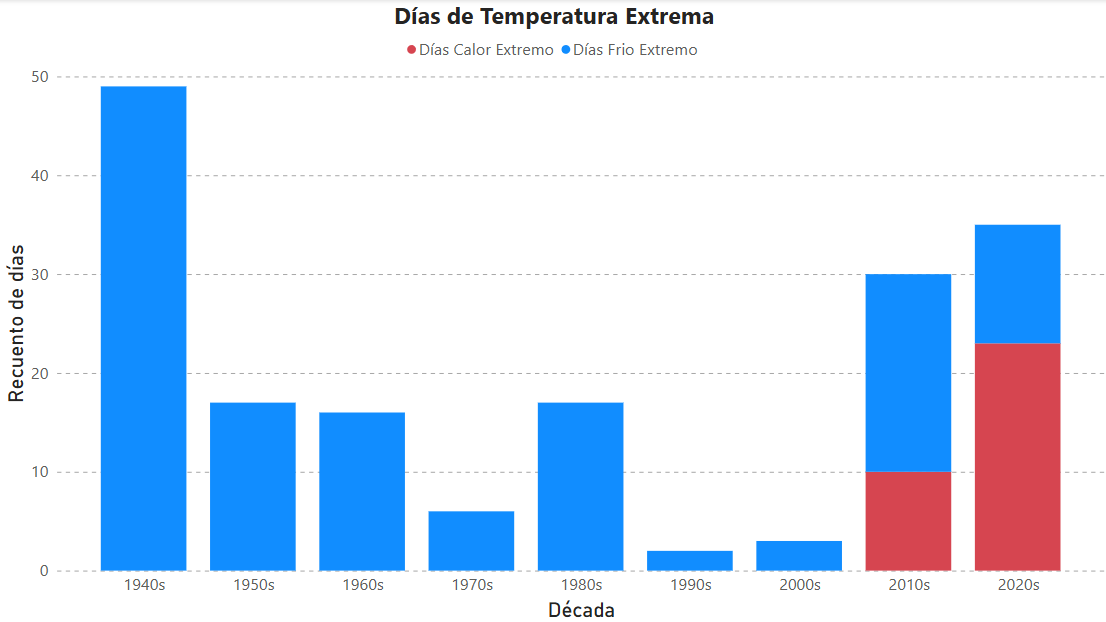 Días de Temperatura Extrema
Días Calor Extremo Días Frio Extremo
Recuento de días
50
40
30
20
10
0
1940s 1950s 1960s 1970s 1980s 1990s 2000s 2010s 2020s
Década